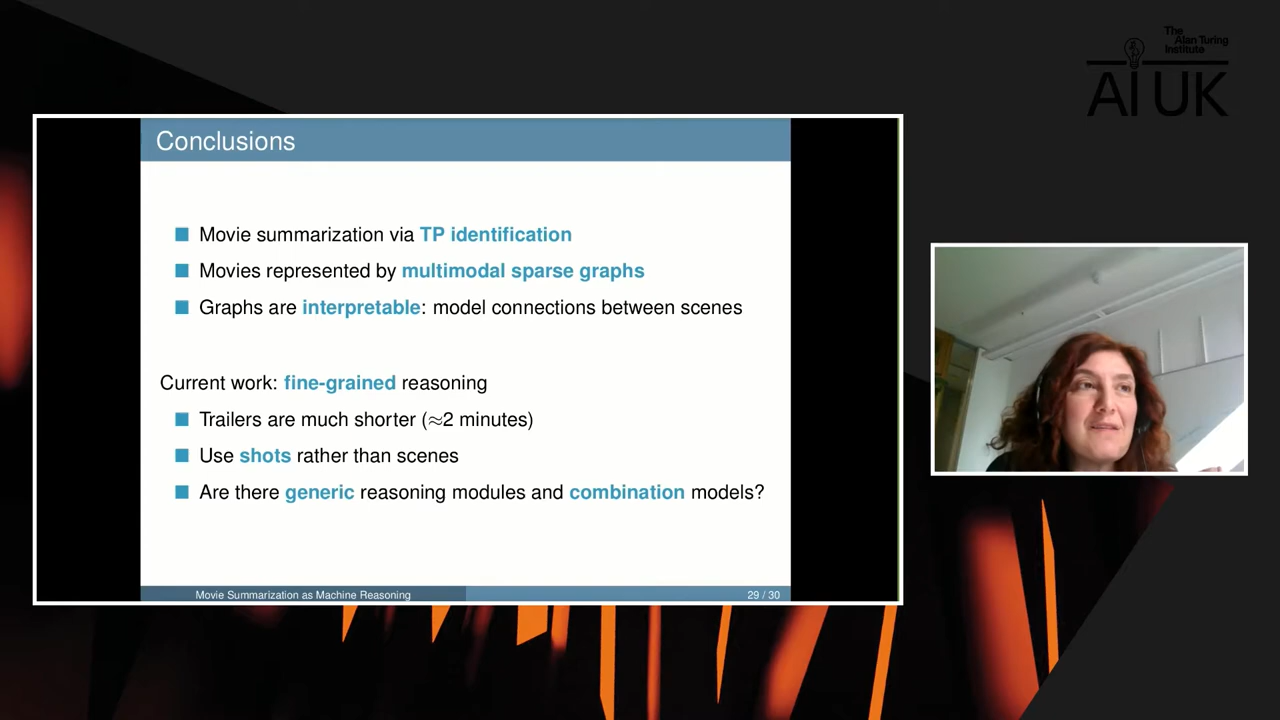 The
Alan Turing
Institute
AI UK
Conclusions
Movie summarization via TP identification
Movies represented by multimodal sparse graphs
Graphs are interpretable: model connections between scenes
Current work: fine-grained reasoning
Trailers are much shorter (≈2 minutes)
Use shots rather than scenes
Are there generic reasoning modules and combination models?
Movie Summarization as Machine Reasoning
29 / 30